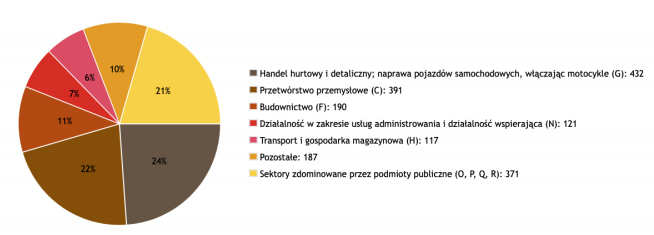 10%
6%
21%
7%
11%
24%
22%
Handel hurtowy i detaliczny; naprawa pojazdów samochodowych, włączając motocykle (G): 432
Przetwórstwo przemysłowe (C): 391
Budownictwo (F): 190
Działalność w zakresie usług administrowania i działalność wspierająca (N): 121
Transport i gospodarka magazynowa (H): 117
Pozostałe: 187
Sektory zdominowane przez podmioty publiczne (O, P, Q, R): 371